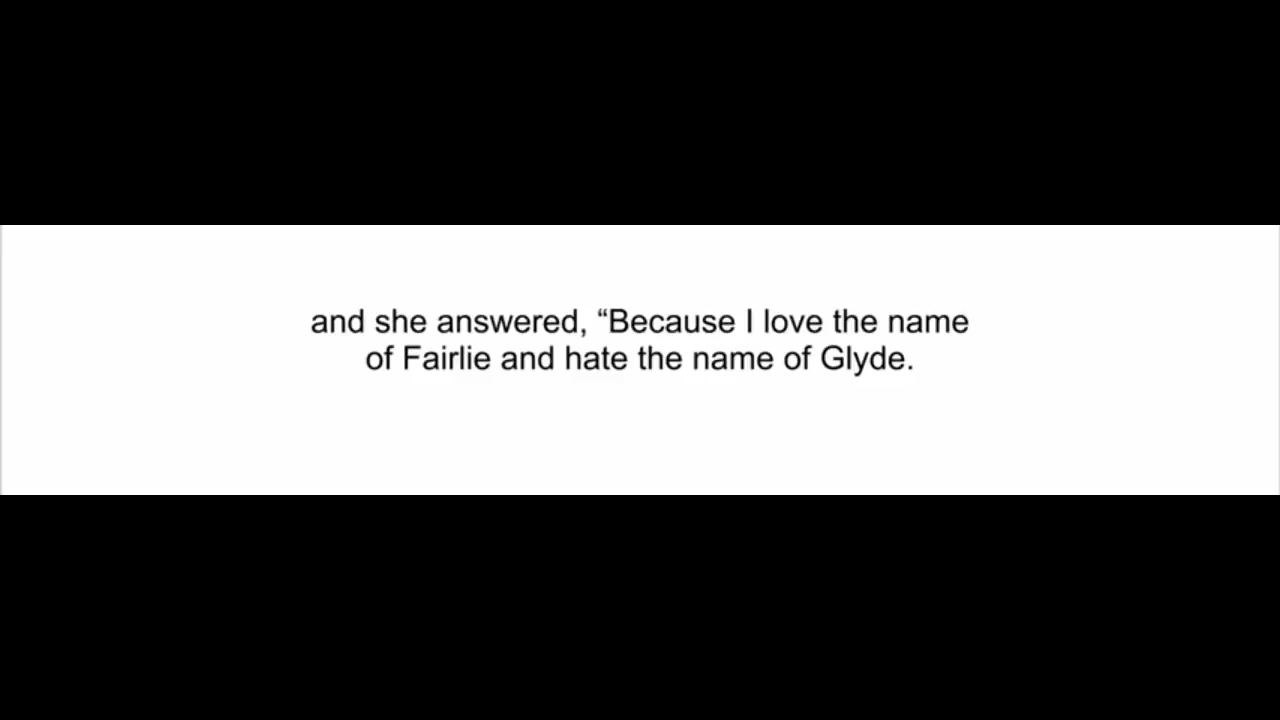 and she answered, “Because I love the name
of Fairlie and hate the name of Glyde.